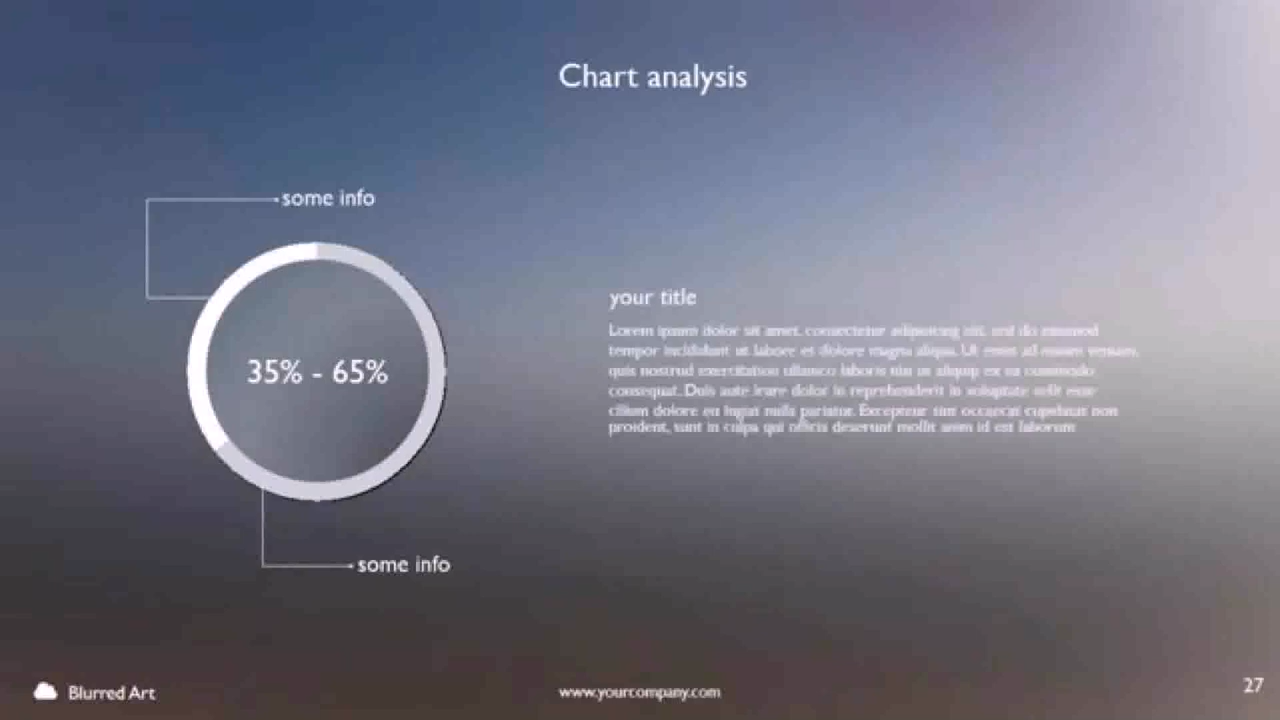 Chart analysis
some info
35% - 65%
some info
your title
Lorem ipsum dolor sit amet, consectetur adipiscing elit, sed do eiusmod
tempor incididunt ut labore et dolore magna aliqua. Ut enim ad minim veniam,
quis nostrud exercitation ullamco laboris nisi ut aliquip ex ea commodo
consequat. Duis aute irure dolor in reprehenderit in voluptate velit esse
cillum dolore eu fugiat nulla pariatur. Excepteur sint occaecat cupidatat non
proident, sunt in culpa qui officia deserunt mollit anim id est laborum
Blurred Art
www.yourcompany.com
27